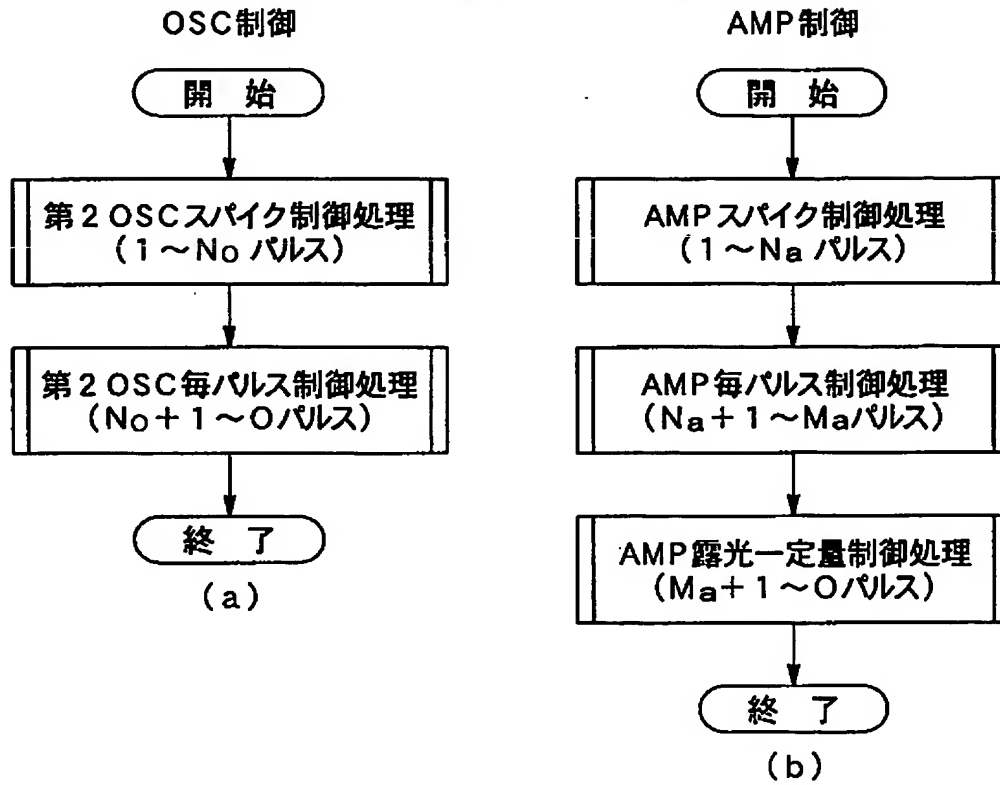 OSC制御
開 始
第2OSCスパイク制御処理
(1～No パルス)
第2OSC毎パルス制御処理
(No+1～Oパルス)
終 了
(a)
AMP制御
開 始
AMPスパイク制御処理
(1～Na パルス)
AMP毎パルス制御処理
(Na+1～Maパルス)
AMP露光一定量制御処理
(Ma+1～Oパルス)
終 了
(b)